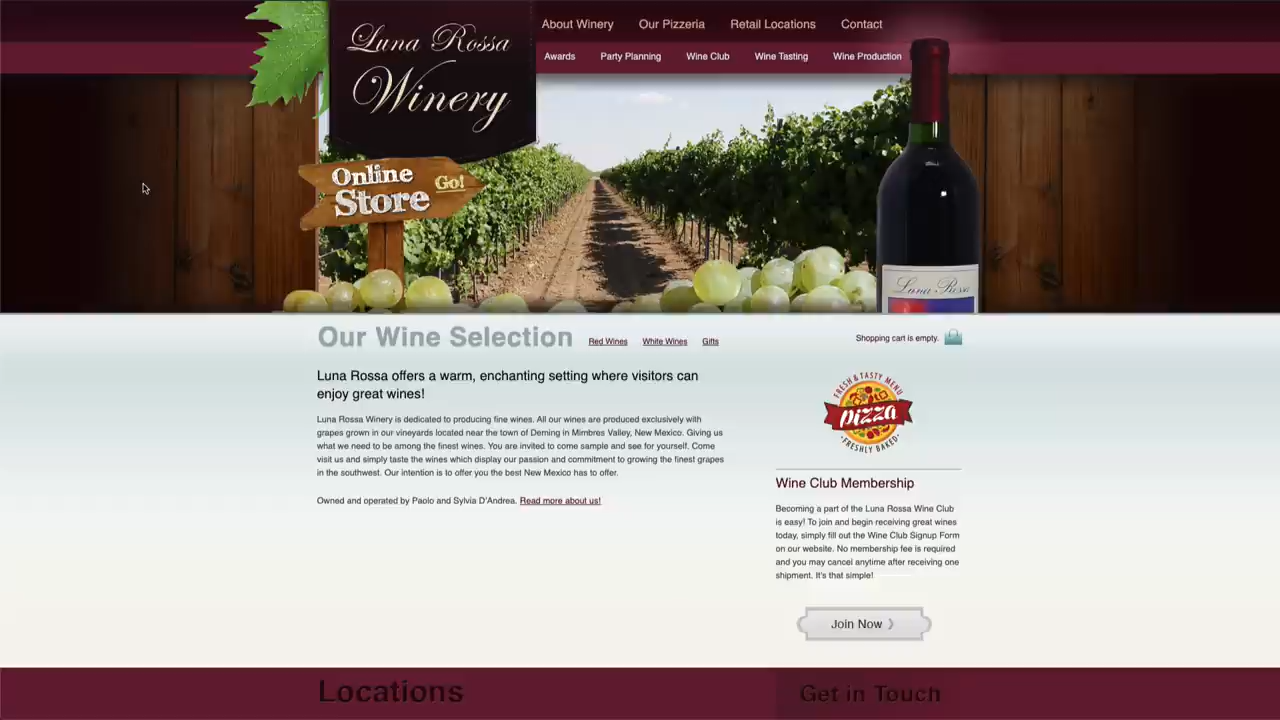 Luna Rossa
Winery
About Winery
Our Pizzeria
Retail Locations
Contact
Awards
Party Planning
Wine Club
Wine Tasting
Wine Production
Online
Store
Go!
Luna Rossa
Our Wine Selection
Red Wines
White Wines
Gifts
Shopping cart is empty.
Luna Rossa offers a warm, enchanting setting where visitors can
enjoy great wines!
Luna Rossa Winery is dedicated to producing fine wines. All our wines are produced exclusively with
grapes grown in our vineyards located near the town of Deming in Mimbres Valley, New Mexico. Giving us
what we need to be among the finest wines. You are invited to come sample and see for yourself. Come
visit us and simply taste the wines which display our passion and commitment to growing the finest grapes
in the southwest. Our intention is to offer you the best New Mexico has to offer.
Owned and operated by Paolo and Sylvia D'Andrea. Read more about us!
FRESH & TASTY MENU
pizza
FRESHLY BAKED
Wine Club Membership
Becoming a part of the Luna Rossa Wine Club
is easy! To join and begin receiving great wines
today, simply fill out the Wine Club Signup Form
on our website. No membership fee is required
and you may cancel anytime after receiving one
shipment. It's that simple!
Join Now
Locations
Get in Touch